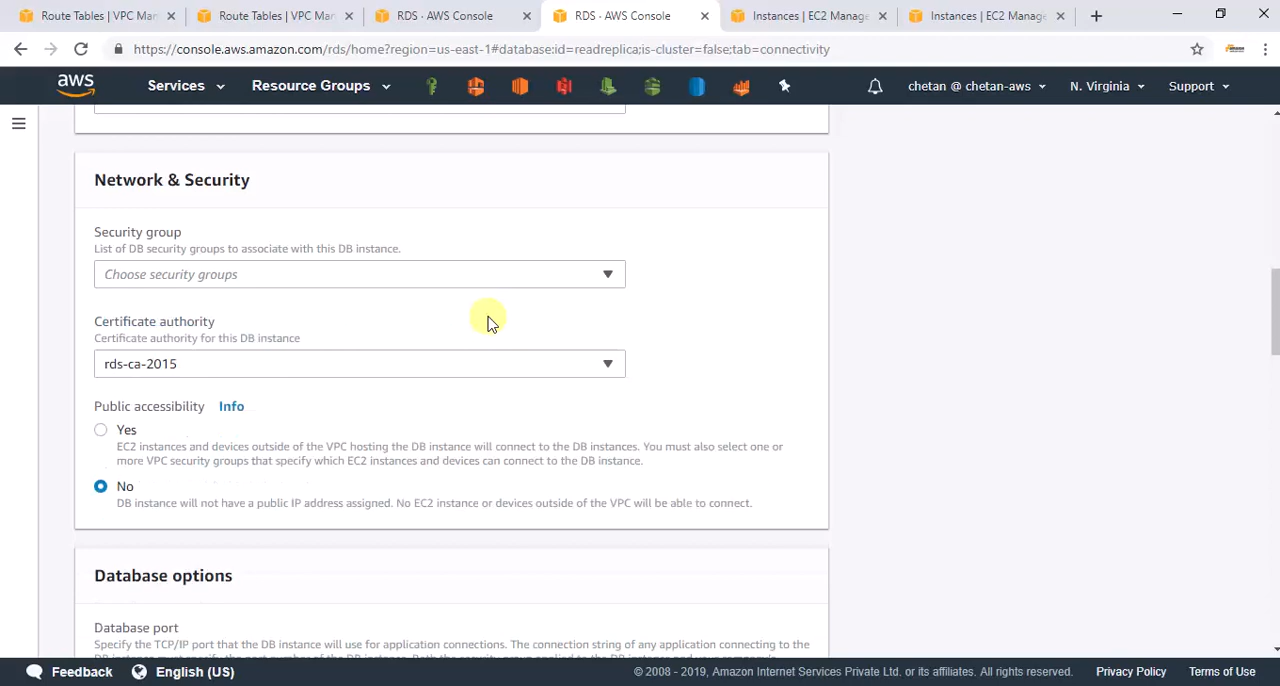 Route Tables | VPC Mar
Route Tables | VPC Mar
RDS · AWS Console
RDS · AWS Console
Instances | EC2 Manage
Instances | EC2 Manage
https://console.aws.amazon.com/rds/home?region=us-east-1#database:id=readreplica;is-cluster=false;tab=connectivity
aws
Services
Resource Groups
chetan @ chetan-aws
N. Virginia
Support
Network & Security
Security group
List of DB security groups to associate with this DB instance.
Choose security groups
Certificate authority
Certificate authority for this DB instance
rds-ca-2015
Public accessibility Info
Yes
EC2 instances and devices outside of the VPC hosting the DB instance will connect to the DB instances. You must also select one or
more VPC security groups that specify which EC2 instances and devices can connect to the DB instance.
No
DB instance will not have a public IP address assigned. No EC2 instance or devices outside of the VPC will be able to connect.
Database options
Database port
Specify the TCP/IP port that the DB instance will use for application connections. The connection string of any application connecting to the
Feedback
English (US)
© 2008 - 2019, Amazon Internet Services Private Ltd. or its affiliates. All rights reserved.
Privacy Policy
Terms of Use